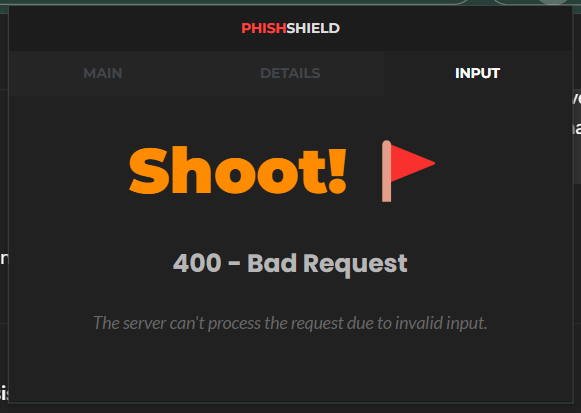 PHISHSHIELD
MAIN DETAILS INPUT
Shoot!
400 - Bad Request
The server can't process the request due to invalid input.